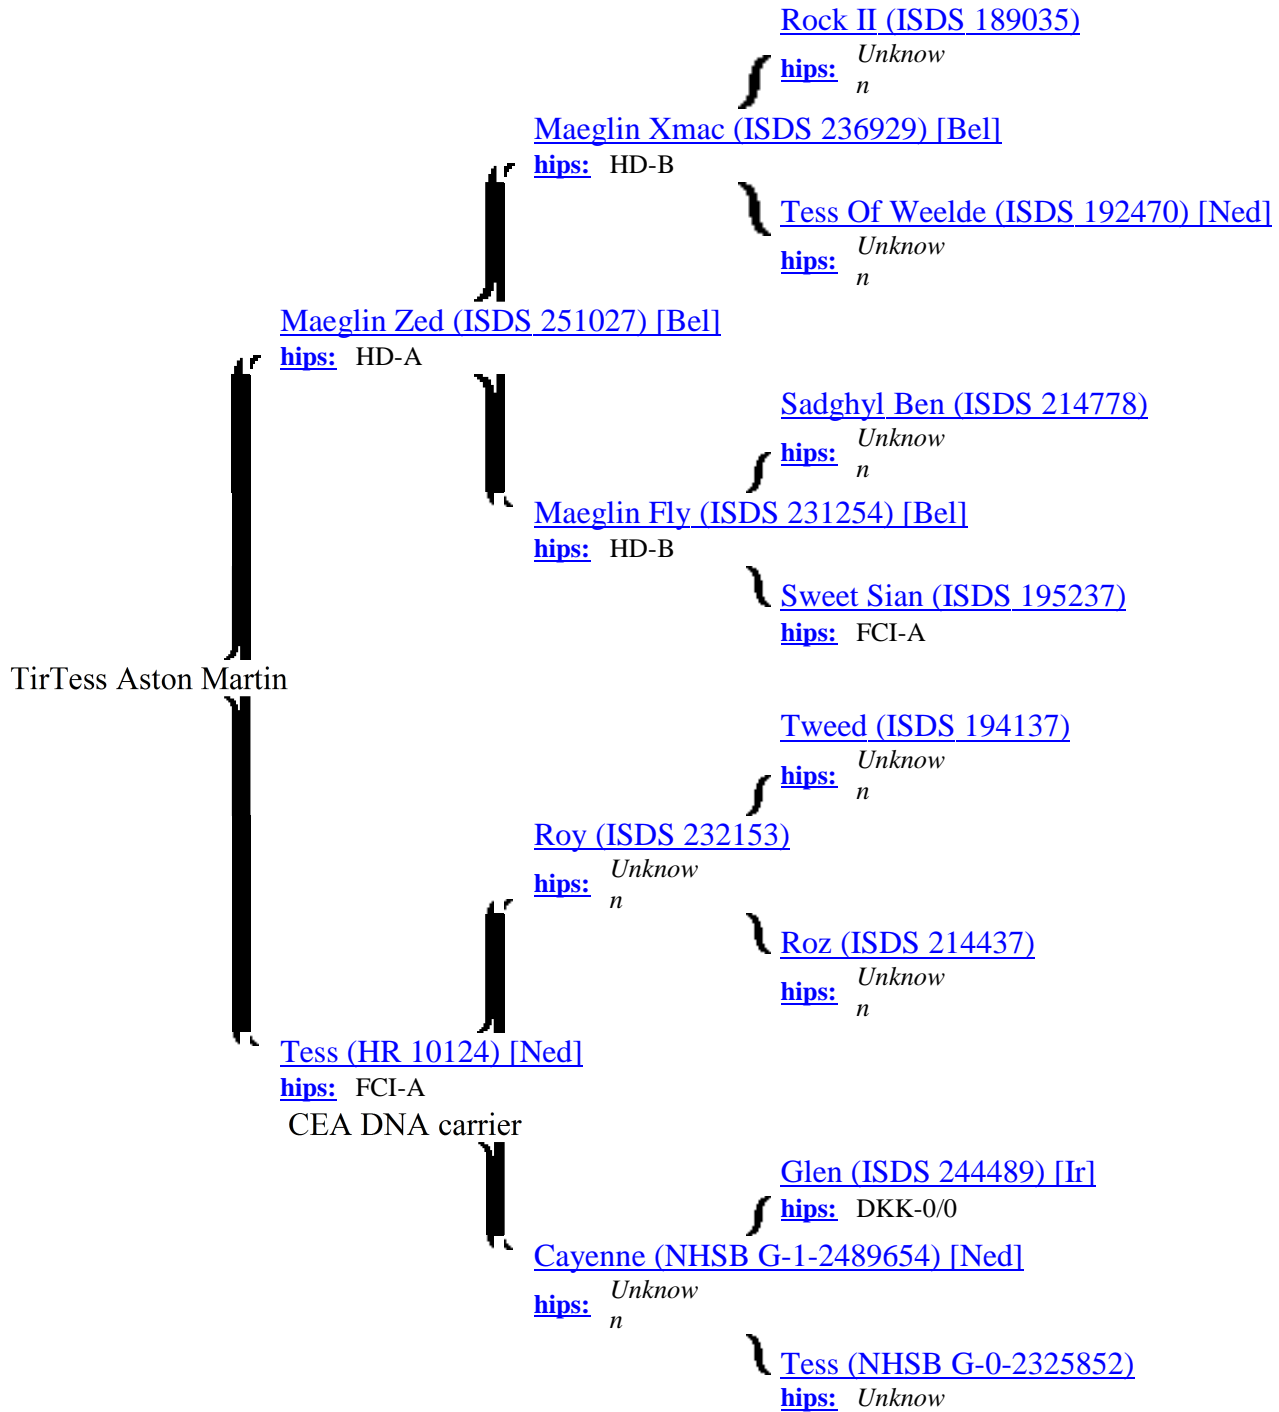 Rock II (ISDS 189035)
hips: Unknow
n
Maeglin Xmac (ISDS 236929) [Bel]
hips: HD-B
Tess Of Weelde (ISDS 192470) [Ned]
hips: Unknow
n
Maeglin Zed (ISDS 251027) [Bel]
hips: HD-A
Sadghyl Ben (ISDS 214778)
hips: Unknow
n
Maeglin Fly (ISDS 231254) [Bel]
hips: HD-B
Sweet Sian (ISDS 195237)
hips: FCI-A
TirTess Aston Martin
Tweed (ISDS 194137)
hips: Unknow
n
Roy (ISDS 232153)
hips: Unknow
n
Roz (ISDS 214437)
hips: Unknow
n
Tess (HR 10124) [Ned]
hips: FCI-A
CEA DNA carrier
Glen (ISDS 244489) [Ir]
hips: DKK-0/0
Cayenne (NHSB G-1-2489654) [Ned]
hips: Unknow
n
Tess (NHSB G-0-2325852)
hips: Unknow